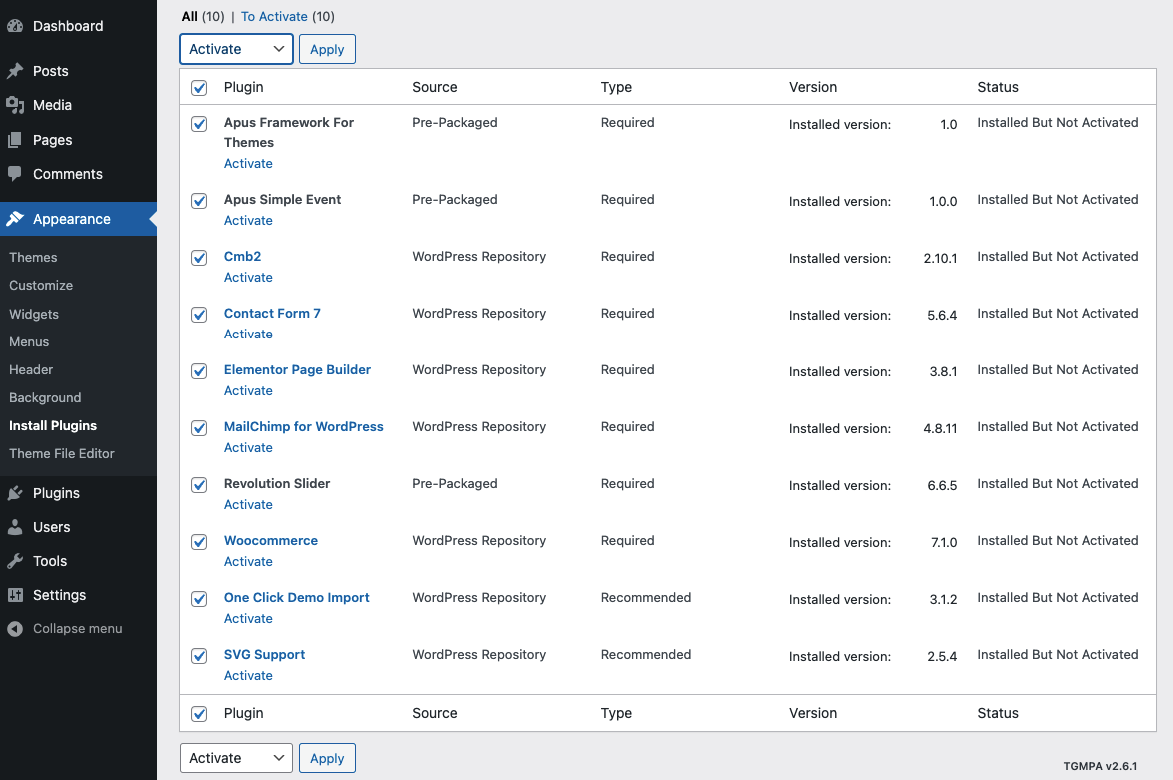 Dashboard
Posts
Media
Pages
Comments
Appearance
Themes
Customize
Widgets
Menus
Header
Background
Install Plugins
Theme File Editor
Plugins
Users
Tools
Settings
Collapse menu
All (10) | To Activate (10)
Activate Apply
Plugin Source Type Version Status
Apus Framework For Pre-Packaged Required Installed version: 1.0 Installed But Not Activated
Themes
Activate
Apus Simple Event Pre-Packaged Required Installed version: 1.0.0 Installed But Not Activated
Activate
Cmb2 WordPress Repository Required Installed version: 2.10.1 Installed But Not Activated
Activate
Contact Form 7 WordPress Repository Required Installed version: 5.6.4 Installed But Not Activated
Activate
Elementor Page Builder WordPress Repository Required Installed version: 3.8.1 Installed But Not Activated
Activate
MailChimp for WordPress WordPress Repository Required Installed version: 4.8.11 Installed But Not Activated
Activate
Revolution Slider Pre-Packaged Required Installed version: 6.6.5 Installed But Not Activated
Activate
Woocommerce WordPress Repository Required Installed version: 7.1.0 Installed But Not Activated
Activate
One Click Demo Import WordPress Repository Recommended Installed version: 3.1.2 Installed But Not Activated
Activate
SVG Support WordPress Repository Recommended Installed version: 2.5.4 Installed But Not Activated
Activate
Plugin Source Type Version Status
Activate Apply
TGMPA v2.6.1